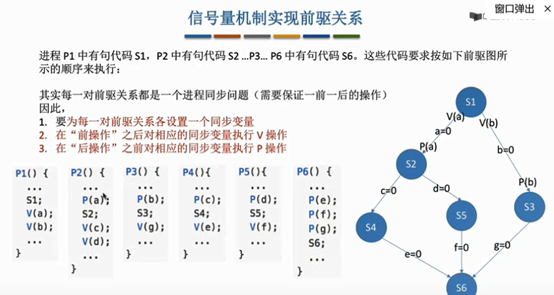 窗口弹出
信号量机制实现前驱关系
进程 P1 中有句代码 S1，P2 中有句代码 S2 ...P3... P6 中有句代码 S6。这些代码要求按如下前驱图所
示的顺序来执行：
其实每一对前驱关系都是一个进程同步问题（需要保证一前一后的操作）
因此，
1. 要为每一对前驱关系各设置一个同步变量
2. 在“前操作”之后对相应的同步变量执行 V 操作
3. 在“后操作”之前对相应的同步变量执行 P 操作
P1() {
...
S1;
V(a);
V(b);
...
}
P2() {
...
P(a);
S2;
V(c);
V(d);
...
}
P3() {
...
P(b);
S3;
V(g);
...
}
P4(){
...
P(c);
S4;
V(e);
...
}
P5(){
...
P(d);
S5;
V(f);
...
}
P6() {
...
P(e);
P(f);
P(g);
S6;
...
}
S1
V(a)
V(b)
a=0
b=0
P(a)
S2
P(b)
c=0
d=0
S3
S4
S5
e=0
f=0
g=0
S6